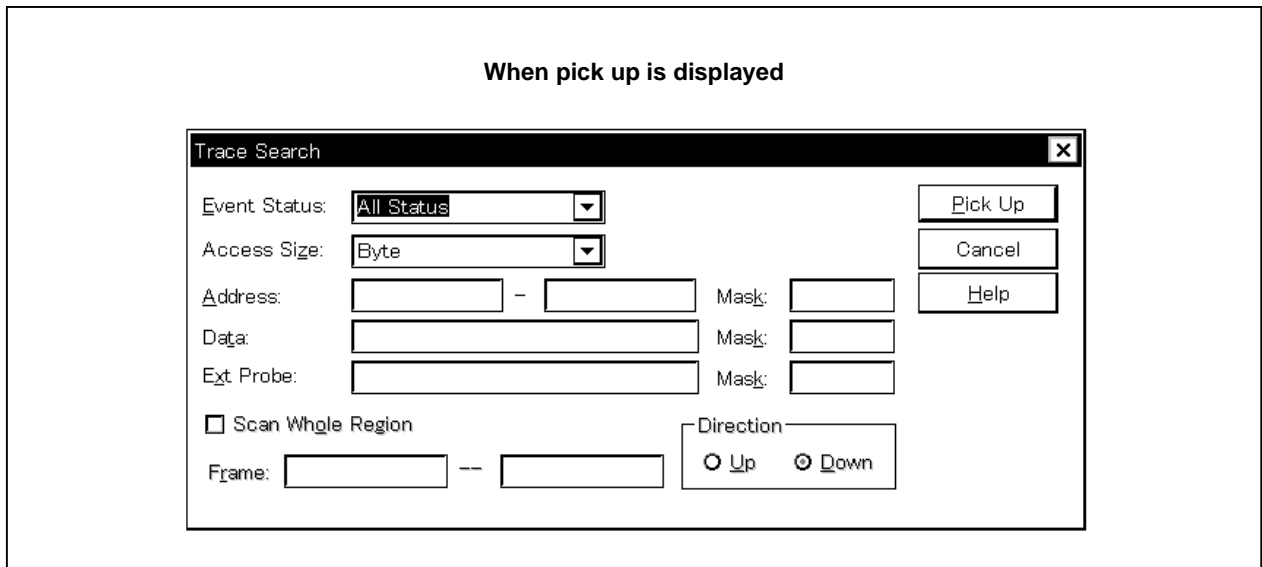 When pick up is displayed
Trace Search
Event Status: All Status Pick Up
Access Size: Byte Cancel
Address: – Mask: Help
Data: Mask:
Ext Probe: Mask:
Scan Whole Region
Direction
Frame: -- Up Down